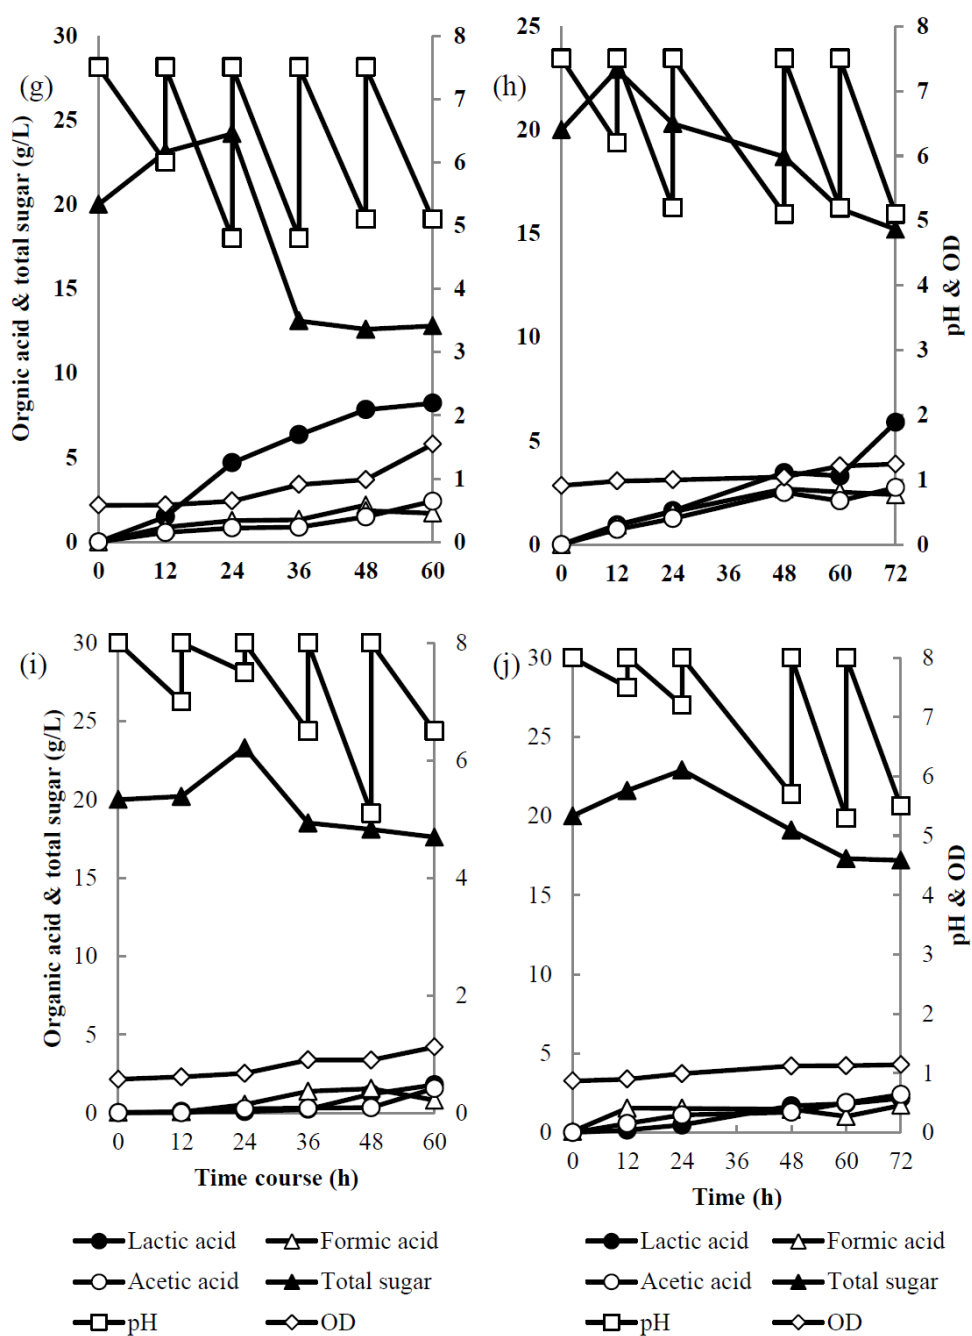 (g)
Orgnic acid & total sugar (g/L)
30
25
20
15
10
5
0
8
7
6
5
4
3
2
1
0
0 12 24 36 48 60
(h)
25
20
15
10
5
0
pH & OD
8
7
6
5
4
3
2
1
0
0 12 24 36 48 60 72
(i)
Organic acid & total sugar (g/L)
30
25
20
15
10
5
0
8
6
4
2
0
0 12 24 36 48 60
Time course (h)
(j)
30
25
20
15
10
5
0
pH & OD
8
7
6
5
4
3
2
1
0
0 12 24 36 48 60 72
Time (h)
Lactic acid Formic acid
Acetic acid Total sugar
pH OD
Lactic acid Formic acid
Acetic acid Total sugar
pH OD